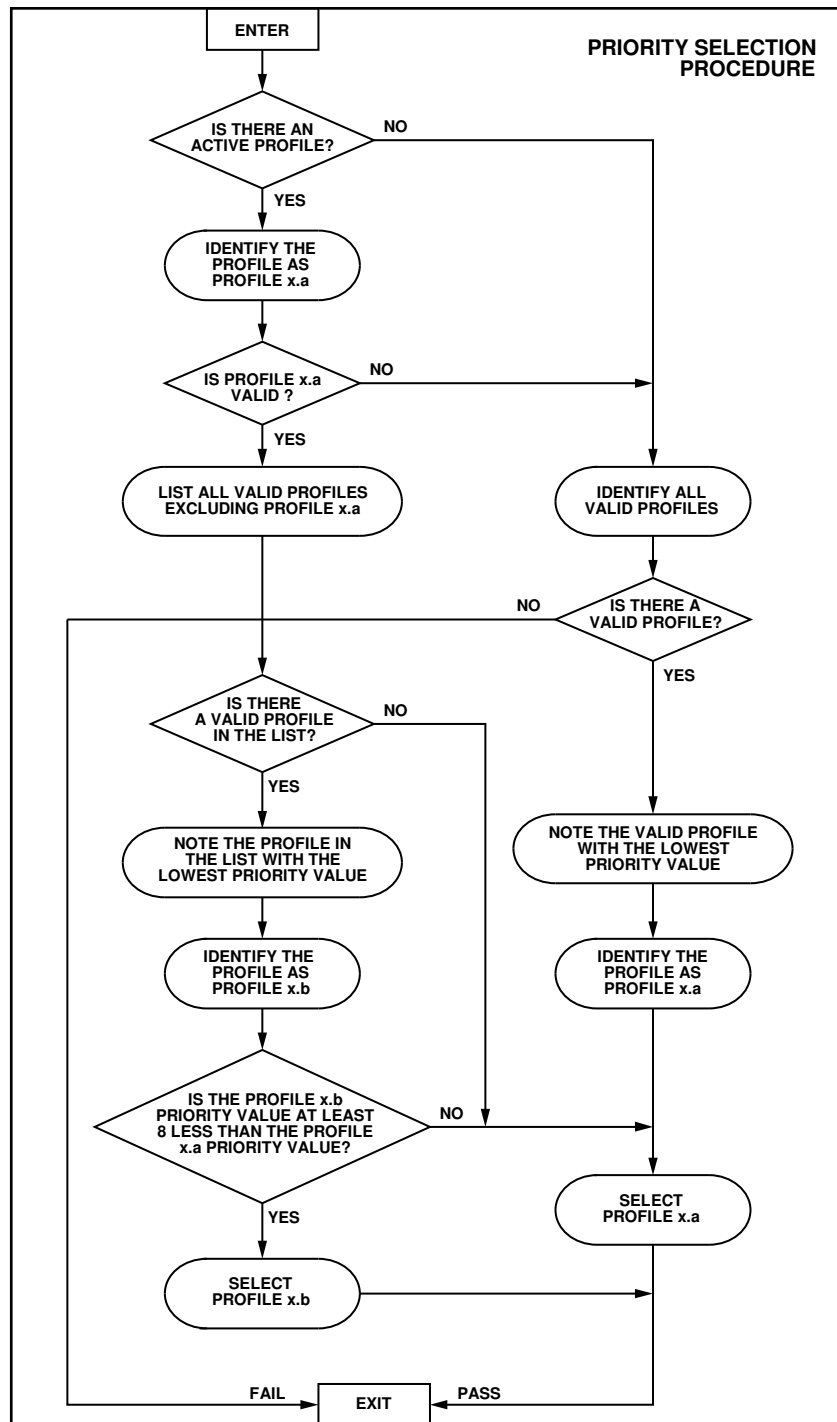 ENTER
PRIORITY SELECTION
PROCEDURE
IS THERE AN
ACTIVE PROFILE?
NO
YES
IDENTIFY THE
PROFILE AS
PROFILE x.a
IS PROFILE x.a
VALID ?
NO
YES
LIST ALL VALID PROFILES
EXCLUDING PROFILE x.a
IDENTIFY ALL
VALID PROFILES
NO
IS THERE A
VALID PROFILE?
YES
IS THERE
A VALID PROFILE
IN THE LIST?
NO
YES
NOTE THE PROFILE IN
THE LIST WITH THE
LOWEST PRIORITY VALUE
NOTE THE VALID PROFILE
WITH THE LOWEST
PRIORITY VALUE
IDENTIFY THE
PROFILE AS
PROFILE x.b
IDENTIFY THE
PROFILE AS
PROFILE x.a
IS THE PROFILE x.b
PRIORITY VALUE AT LEAST
8 LESS THAN THE PROFILE
x.a PRIORITY VALUE?
NO
YES
SELECT
PROFILE x.a
SELECT
PROFILE x.b
FAIL
EXIT
PASS